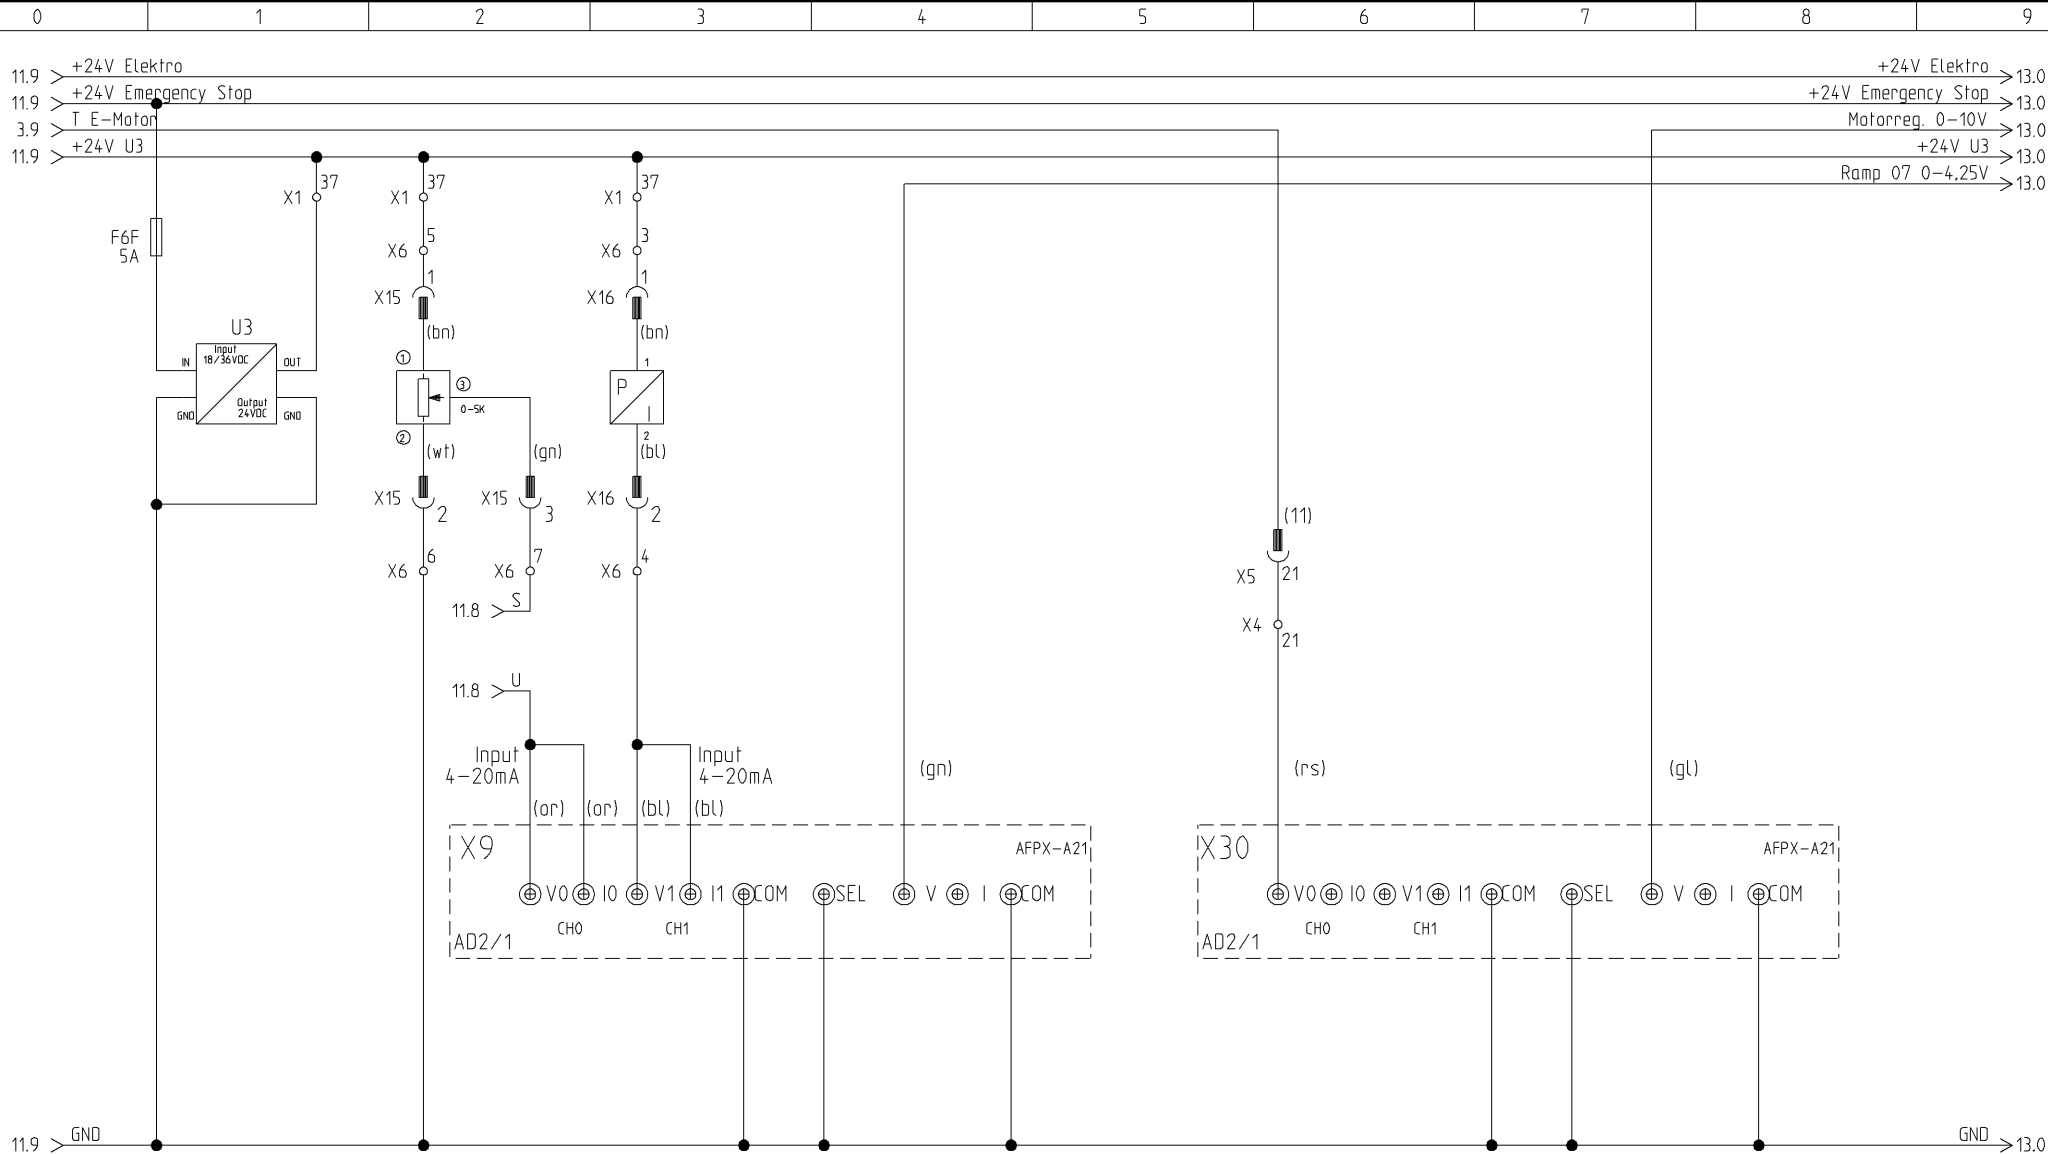 0 1 2 3 4 5 6 7 8 9
11.9 +24V Elektro +24V Elektro 13.0
11.9 +24V Emergency Stop +24V Emergency Stop 13.0
3.9 T E-Motor Motorreg. 0-10V 13.0
11.9 +24V U3 +24V U3 13.0
Ramp 07 0-4,25V 13.0
37 37 37
X1 X1 X1
F6F
5A
5 3
X6 X6
1 1
X15 X16
(bn) (bn)
U3
Input
18/36VDC
IN OUT
Output
24VDC
GND GND
1
3
0-5K
2
1
P
I
2
(wt) (gn) (bl)
X15 X15 X16
2 3 2
(11)
6 7 4
X6 X6 X6
X5 21
11.8 S
X4
21
11.8 U
Input
4-20mA
Input
4-20mA
(gn) (rs) (gl)
(or) (or) (bl) (bl)
X9 AFPX-A21
X30 AFPX-A21
V0 I0 V1 I1 COM SEL V I COM
V0 I0 V1 I1 COM SEL V I COM
CH0 CH1
CH0 CH1
AD2/1
AD2/1
11.9 GND GND 13.0